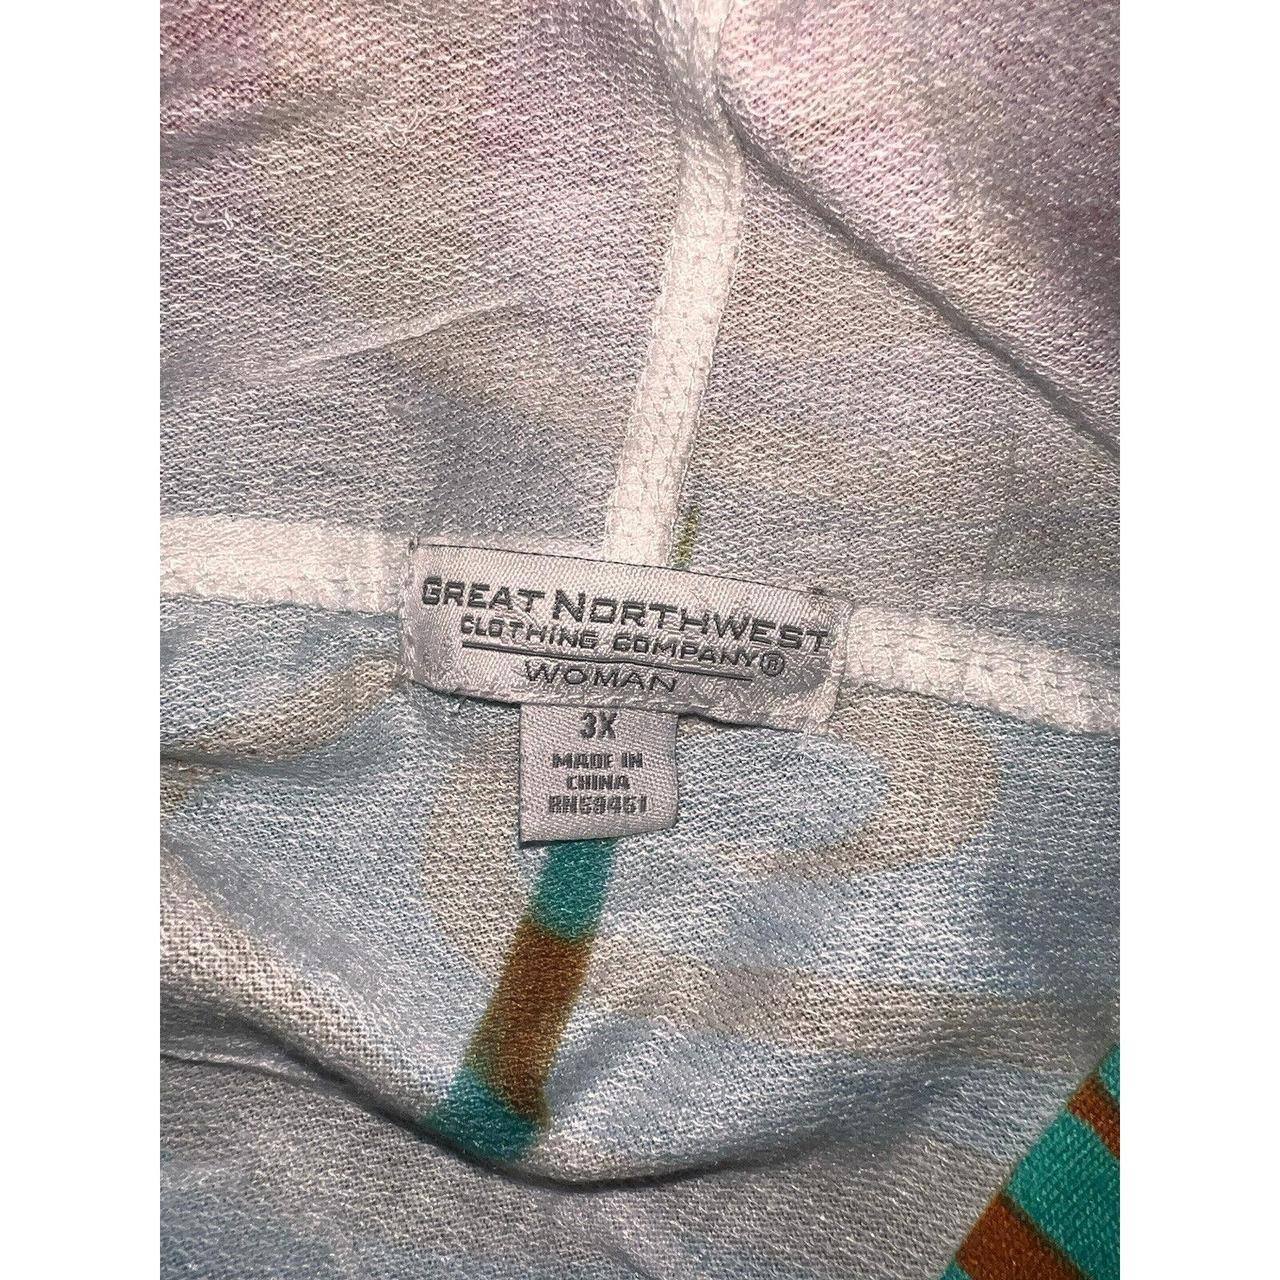 GREAT NORTHWEST
CLOTHING COMPANY®
WOMAN
3X
MADE IN
CHINA
RN59451